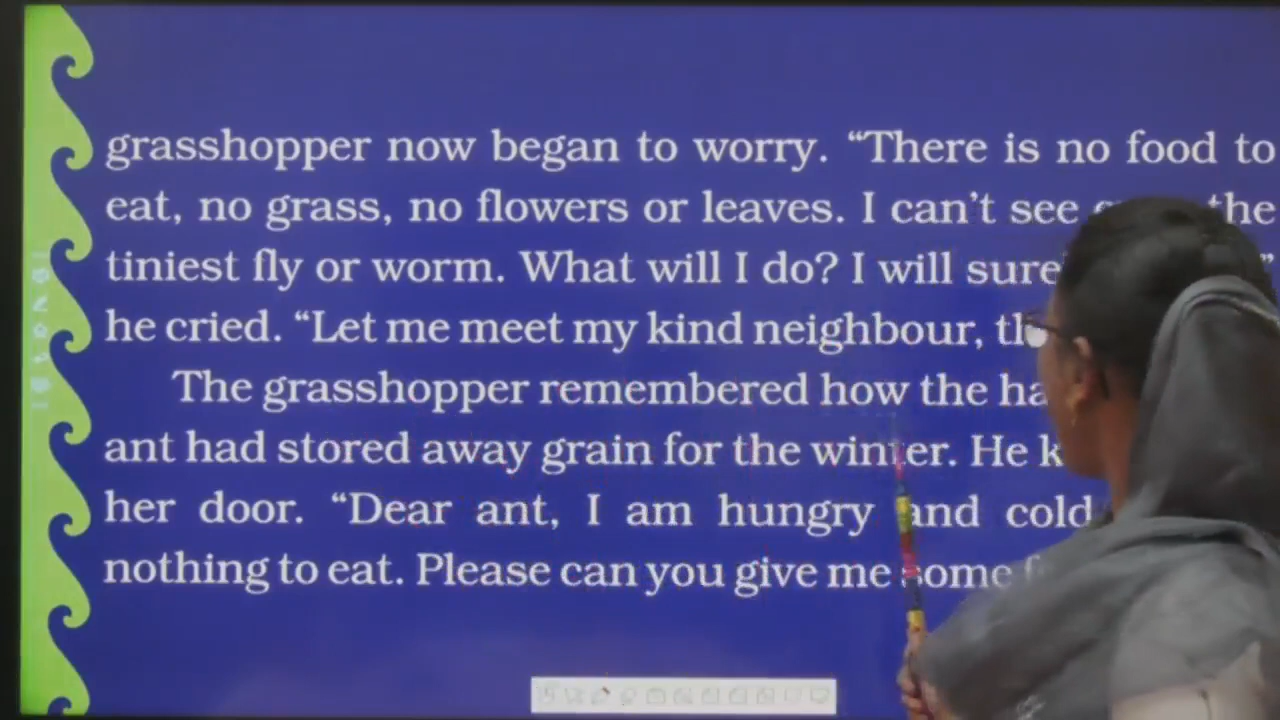 grasshopper now began to worry. “There is no food to
eat, no grass, no flowers or leaves. I can’t see the
tiniest fly or worm. What will I do? I will
he cried. “Let me meet my kind neighbour,
The grasshopper remembered how the
ant had stored away grain for the winter. He
her door. “Dear ant, I am hungry and cold
nothing to eat. Please can you give me some